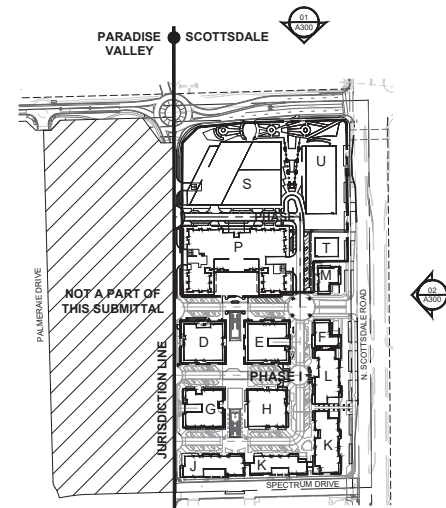 01
A300
PARADISE SCOTTSDALE
VALLEY
U
S
PHASE
P
T
M
02
A300
NOT A PART OF
THIS SUBMITTAL
PALMERAIE DRIVE
JURISDICTION LINE
N. SCOTTSDALE ROAD
D
E
F
PHASE I
L
G
H
K
J
K
SPECTRUM DRIVE